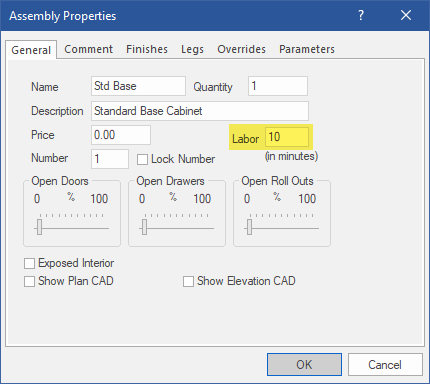 Assembly Properties ? ×
General Comment Finishes Legs Overrides Parameters
Name Std Base Quantity 1
Description Standard Base Cabinet
Price 0.00 Labor 10
(in minutes)
Number 1 Lock Number
Open Doors Open Drawers Open Roll Outs
0 % 100 0 % 100 0 % 100
Exposed Interior
Show Plan CAD Show Elevation CAD
OK Cancel